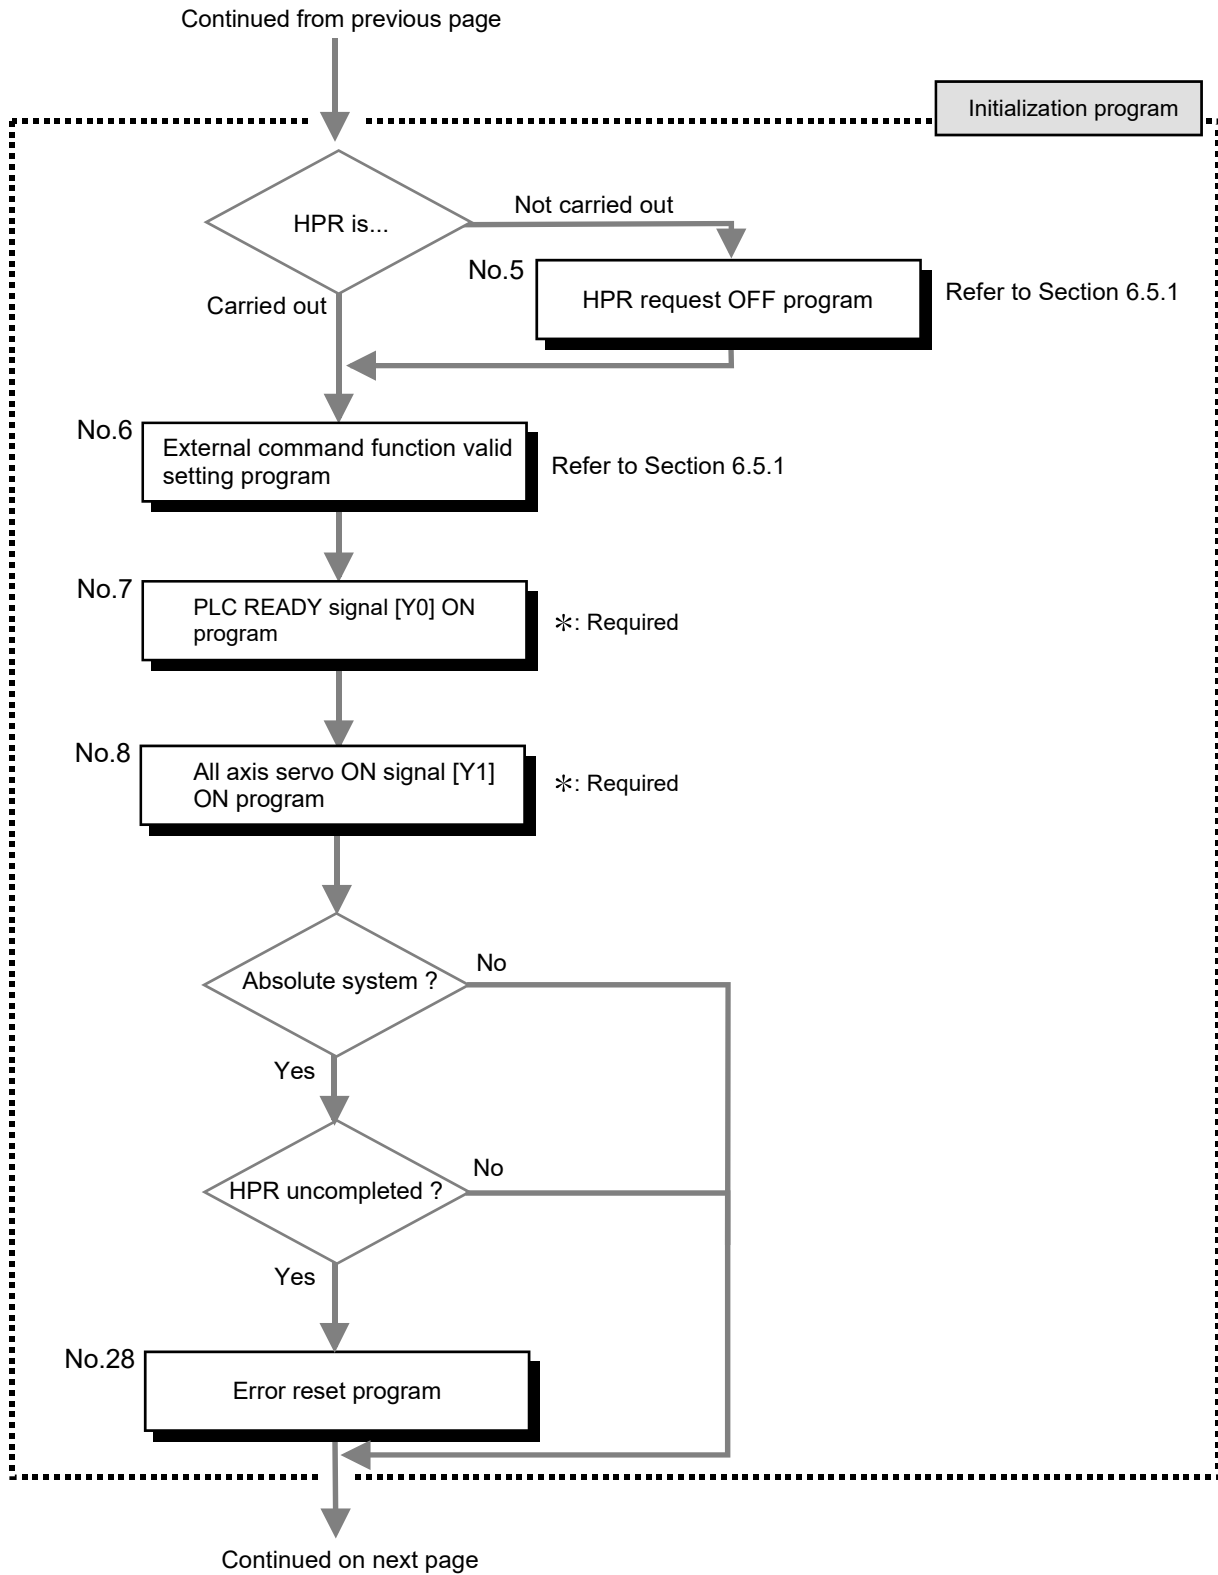 Continued from previous page
Initialization program
HPR is...
Not carried out
Carried out
No.5
HPR request OFF program
Refer to Section 6.5.1
No.6
External command function valid
setting program
Refer to Section 6.5.1
No.7
PLC READY signal [Y0] ON
program
*: Required
No.8
All axis servo ON signal [Y1]
ON program
*: Required
Absolute system ?
No
Yes
HPR uncompleted ?
No
Yes
No.28
Error reset program
Continued on next page